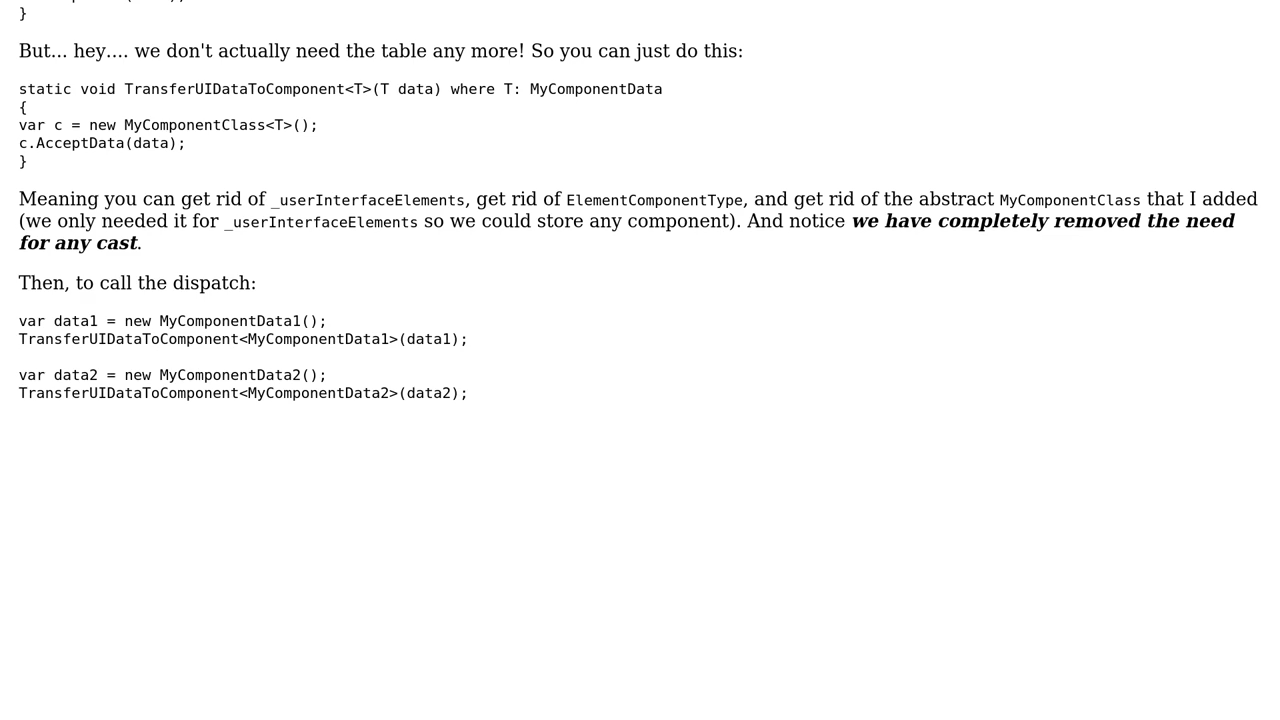 }
But... hey.... we don't actually need the table any more! So you can just do this:
static void TransferUIDataToComponent<T>(T data) where T: MyComponentData
{
var c = new MyComponentClass<T>();
c.AcceptData(data);
}
Meaning you can get rid of _userInterfaceElements, get rid of ElementComponentType, and get rid of the abstract MyComponentClass that I added
(we only needed it for _userInterfaceElements so we could store any component). And notice we have completely removed the need
for any cast.
Then, to call the dispatch:
var data1 = new MyComponentData1();
TransferUIDataToComponent<MyComponentData1>(data1);
var data2 = new MyComponentData2();
TransferUIDataToComponent<MyComponentData2>(data2);